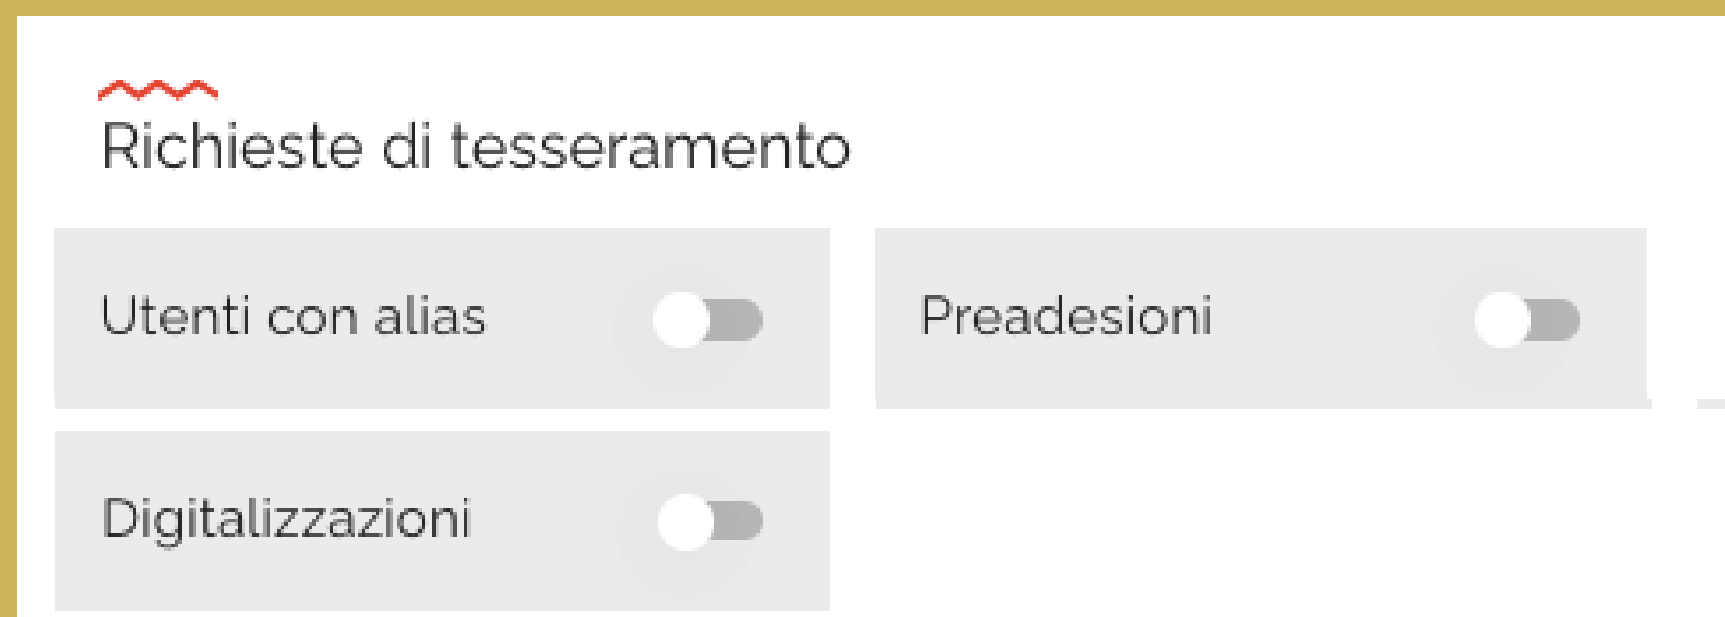 Richieste di tesseramento
Utenti con alias
Preadesioni
Digitalizzazioni